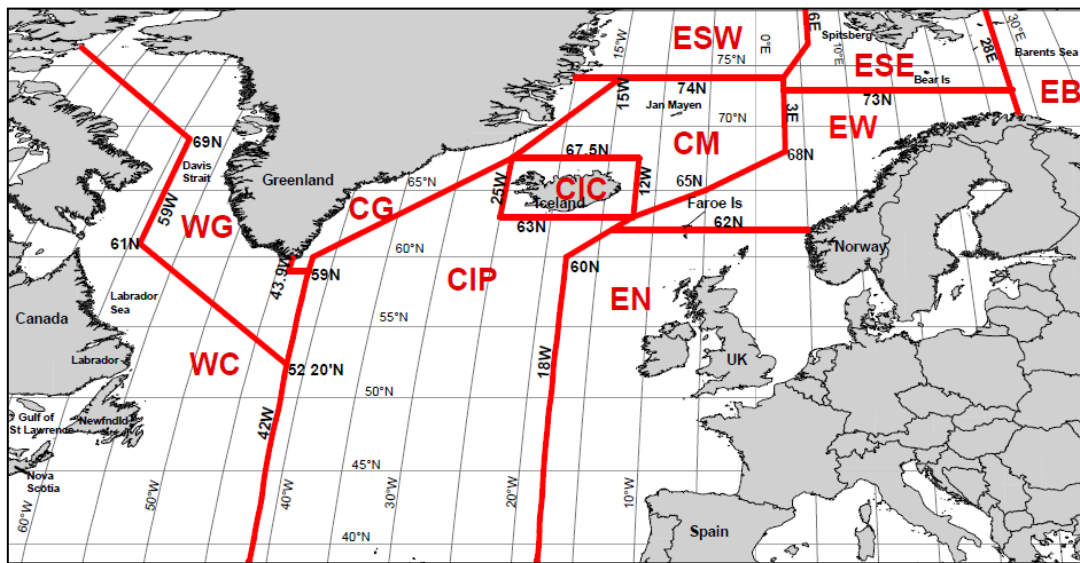 ESW
6E
Spitsberg
30°E
15°W
0°E
10°E
28E
Barents Sea
75°N
ESE
Bear Is
EB
74N
15W
73N
Jan Mayen
3E
EW
70°N
69N
CM
67.5N
68N
Davis
Strait
Greenland
65°N
25W
CIC
12W
65N
Iceland
Faroe Is
59W
CG
WG
63N
62N
61N
60°N
Norway
43.9W
59N
CIP
60N
EN
Labrador
Sea
Canada
55°N
UK
Labrador
WC
52 20'N
18W
50°N
42W
Gulf of
St Lawrence
Newfndld
45°N
Nova
Scotia
60°W
50°W
40°W
30°W
20°W
10°W
Spain
40°N